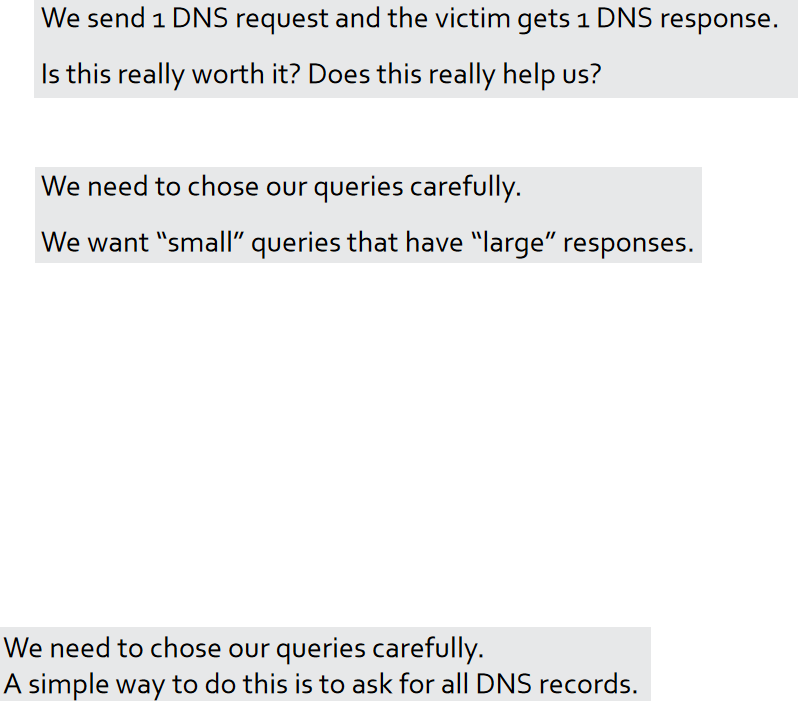 We send 1 DNS request and the victim gets 1 DNS response.
Is this really worth it? Does this really help us?
We need to chose our queries carefully.
We want “small” queries that have “large” responses.
We need to chose our queries carefully.
A simple way to do this is to ask for all DNS records.